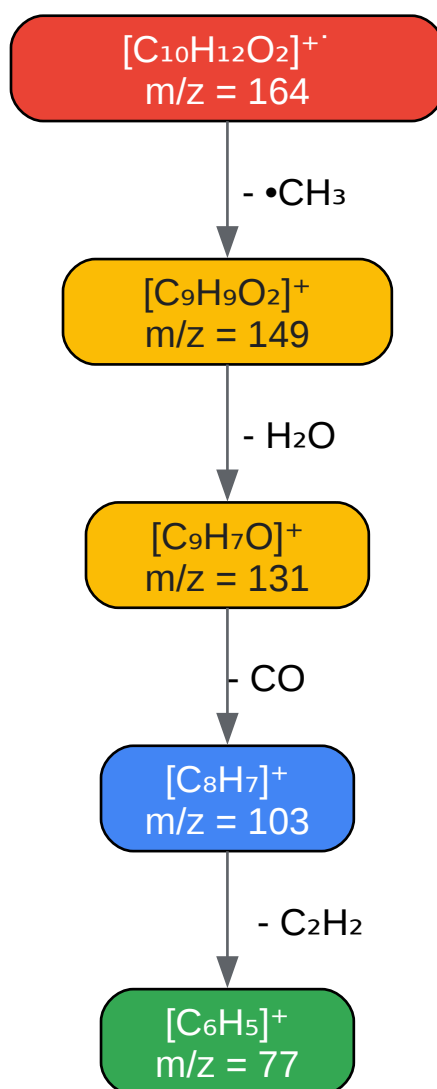 [C₁₀H₁₂O₂]⁺˙
m/z = 164
- •CH₃
[C₉H₉O₂]⁺
m/z = 149
- H₂O
[C₉H₇O]⁺
m/z = 131
- CO
[C₈H₇]⁺
m/z = 103
- C₂H₂
[C₆H₅]⁺
m/z = 77